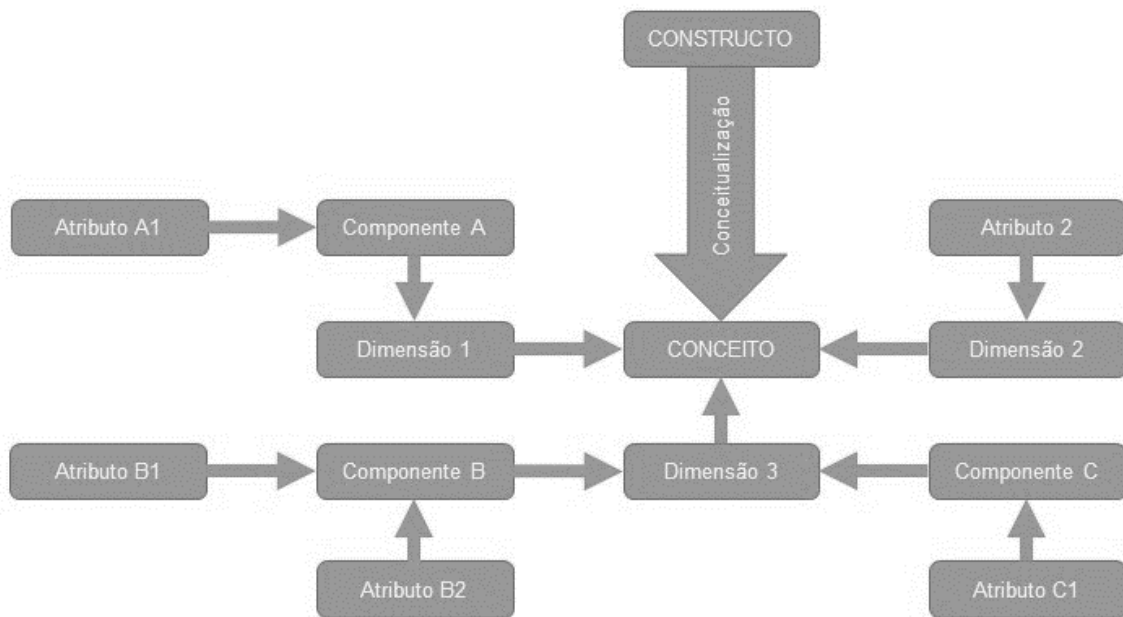 CONSTRUCTO
Conceitualização
Atributo A1
Componente A
Atributo 2
Dimensão 1
CONCEITO
Dimensão 2
Atributo B1
Componente B
Dimensão 3
Componente C
Atributo B2
Atributo C1